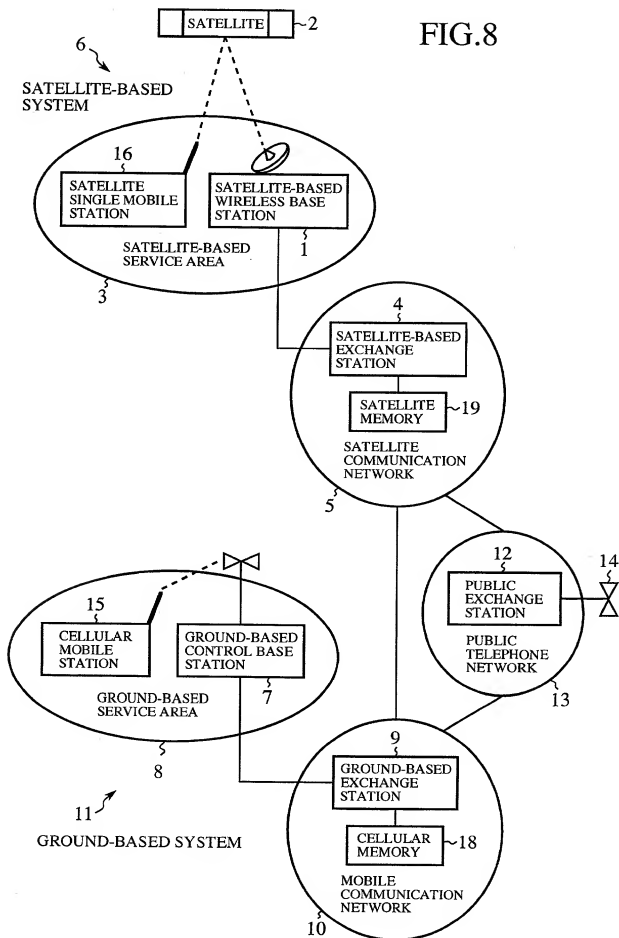 SATELLITE
2
FIG.8
6
SATELLITE-BASED
SYSTEM
16
SATELLITE
SINGLE MOBILE
STATION
SATELLITE-BASED
WIRELESS BASE
STATION
1
SATELLITE-BASED
SERVICE AREA
3
4
SATELLITE-BASED
EXCHANGE
STATION
SATELLITE
MEMORY
19
SATELLITE
COMMUNICATION
NETWORK
5
12
14
PUBLIC
EXCHANGE
STATION
PUBLIC
TELEPHONE
NETWORK
13
15
CELLULAR
MOBILE
STATION
GROUND-BASED
CONTROL BASE
STATION
7
GROUND-BASED
SERVICE AREA
8
9
GROUND-BASED
EXCHANGE
STATION
11
GROUND-BASED SYSTEM
CELLULAR
MEMORY
18
MOBILE
COMMUNICATION
NETWORK
10